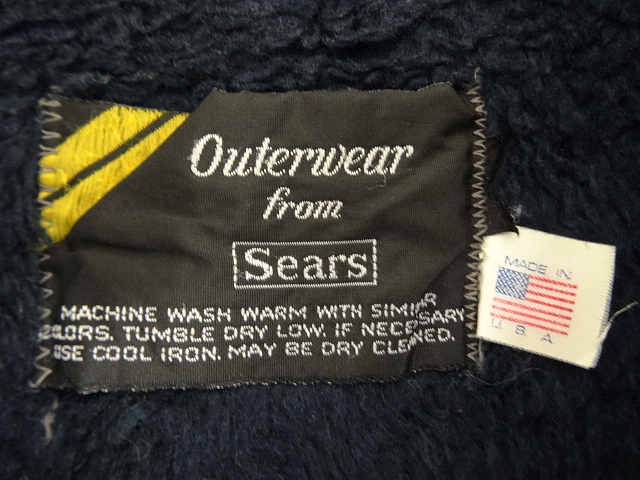 Outerwear
from
Sears
MACHINE WASH WARM WITH SIMILAR
COLORS. TUMBLE DRY LOW. IF NECESSARY
USE COOL IRON. MAY BE DRY CLEANED.
MADE IN
U. S. A